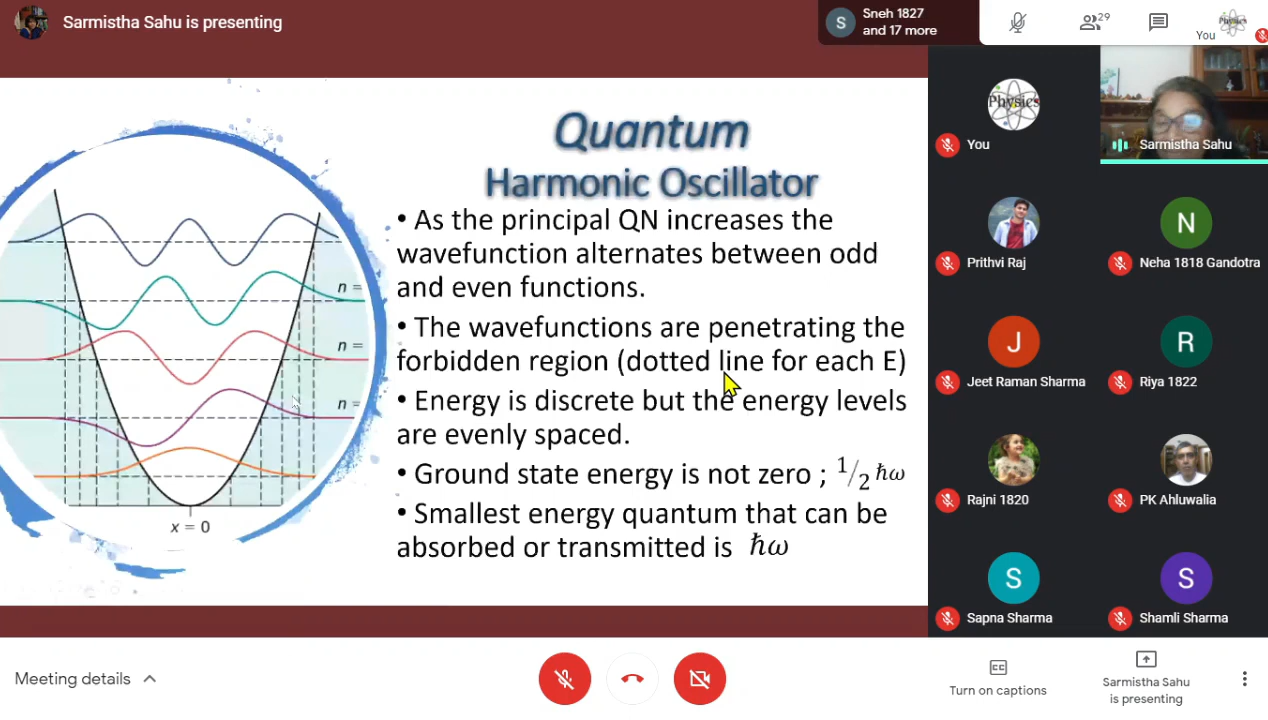 Sarmistha Sahu is presenting
S
Sneh 1827
and 17 more
29
You
Quantum
Harmonic Oscillator
• As the principal QN increases the
wavefunction alternates between odd
and even functions.
• The wavefunctions are penetrating the
forbidden region (dotted line for each E)
• Energy is discrete but the energy levels
are evenly spaced.
• Ground state energy is not zero ; 1/2 ℏω
• Smallest energy quantum that can be
absorbed or transmitted is ℏω
n =
n =
n =
x = 0
Physics
You
Sarmistha Sahu
Prithvi Raj
N
Neha 1818 Gandotra
J
Jeet Raman Sharma
R
Riya 1822
Rajni 1820
PK Ahluwalia
S
Sapna Sharma
S
Shamli Sharma
Meeting details
CC
Turn on captions
Sarmistha Sahu
is presenting